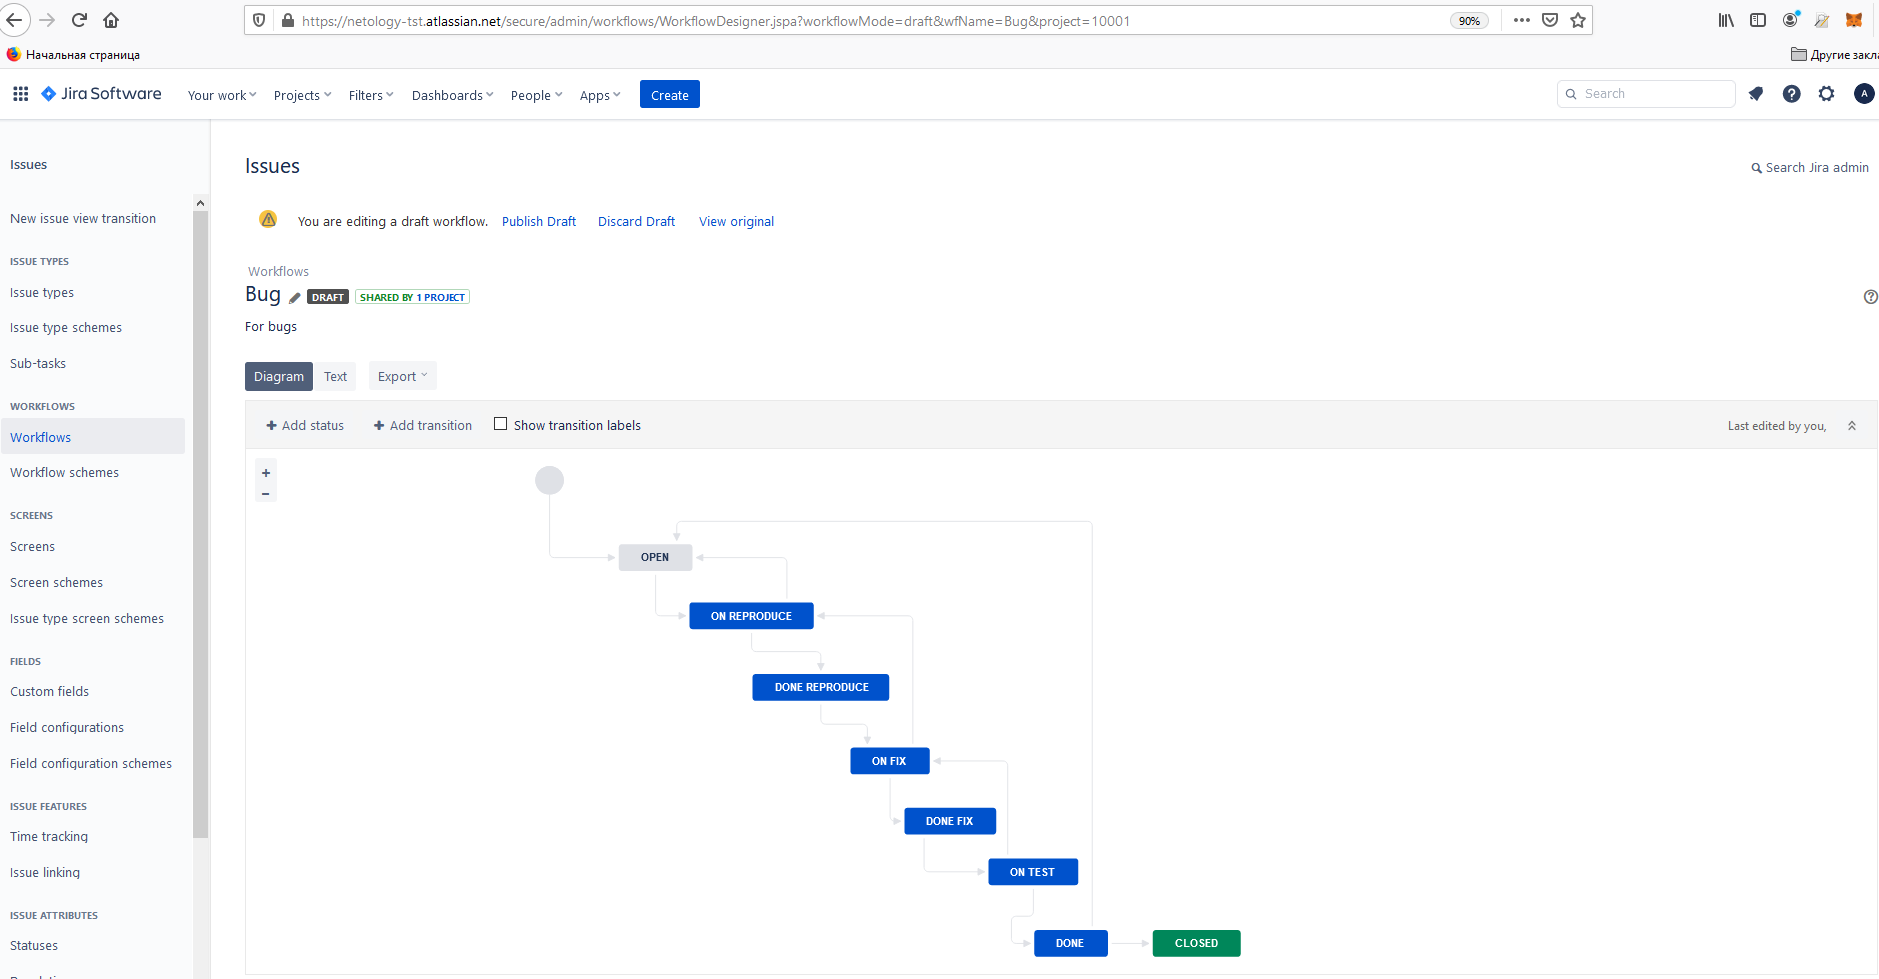 https://netology-tst.atlassian.net/secure/admin/workflows/WorkflowDesigner.jspa?workflowMode=draft&wfName=Bug&project=10001
90%
Начальная страница
Другие закла
Jira Software
Your work
Projects
Filters
Dashboards
People
Apps
Create
Search
A
Issues
New issue view transition
ISSUE TYPES
Issue types
Issue type schemes
Sub-tasks
WORKFLOWS
Workflows
Workflow schemes
SCREENS
Screens
Screen schemes
Issue type screen schemes
FIELDS
Custom fields
Field configurations
Field configuration schemes
ISSUE FEATURES
Time tracking
Issue linking
ISSUE ATTRIBUTES
Statuses
Issues
Search Jira admin
You are editing a draft workflow. Publish Draft Discard Draft View original
Workflows
Bug DRAFT SHARED BY 1 PROJECT
For bugs
Diagram Text Export
+ Add status + Add transition Show transition labels
Last edited by you,
+
−
OPEN
ON REPRODUCE
DONE REPRODUCE
ON FIX
DONE FIX
ON TEST
DONE
CLOSED